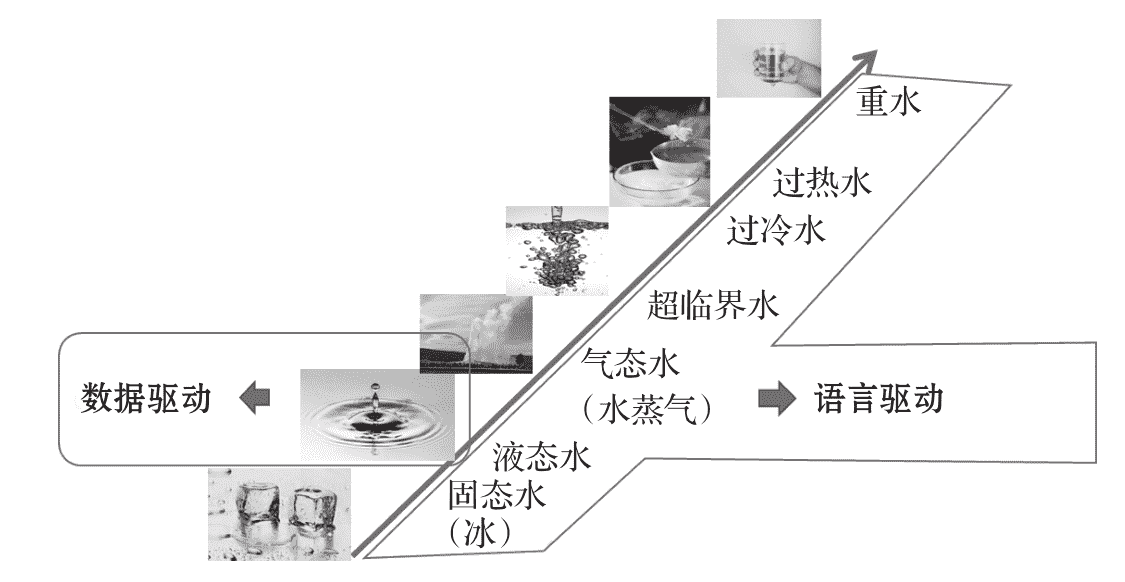 重水
过热水
过冷水
超临界水
气态水
（水蒸气）
数据驱动
语言驱动
液态水
固态水
（冰）